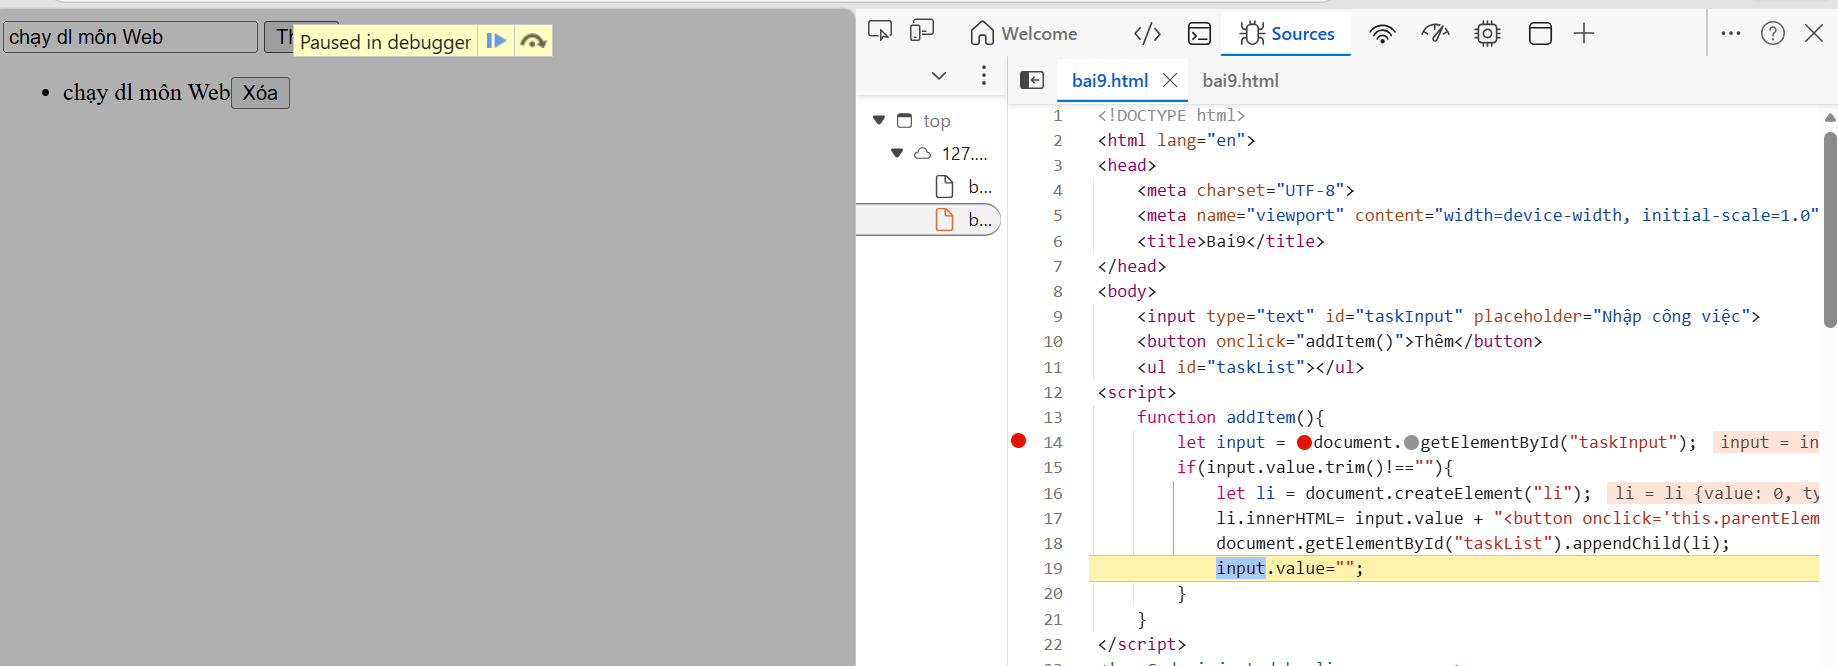 chạy dl môn Web
Th
Paused in debugger
chạy dl môn Web
Xóa
Welcome
Sources
top
127....
b...
b...
bai9.html
bai9.html
1 <!DOCTYPE html>
2 <html lang="en">
3 <head>
4 <meta charset="UTF-8">
5 <meta name="viewport" content="width=device-width, initial-scale=1.0"
6 <title>Bai9</title>
7 </head>
8 <body>
9 <input type="text" id="taskInput" placeholder="Nhập công việc">
10 <button onclick="addItem()">Thêm</button>
11 <ul id="taskList"></ul>
12 <script>
13 function addItem(){
14 let input = document.getElementById("taskInput"); input = in
15 if(input.value.trim()!==""){
16 let li = document.createElement("li"); li = li {value: 0, ty
17 li.innerHTML= input.value + "<button onclick='this.parentElem
18 document.getElementById("taskList").appendChild(li);
19 input.value="";
20 }
21 }
22 </script>